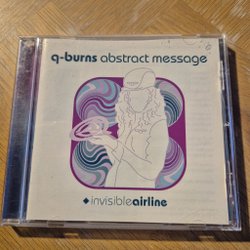 q-burns abstract message
invisibleairline